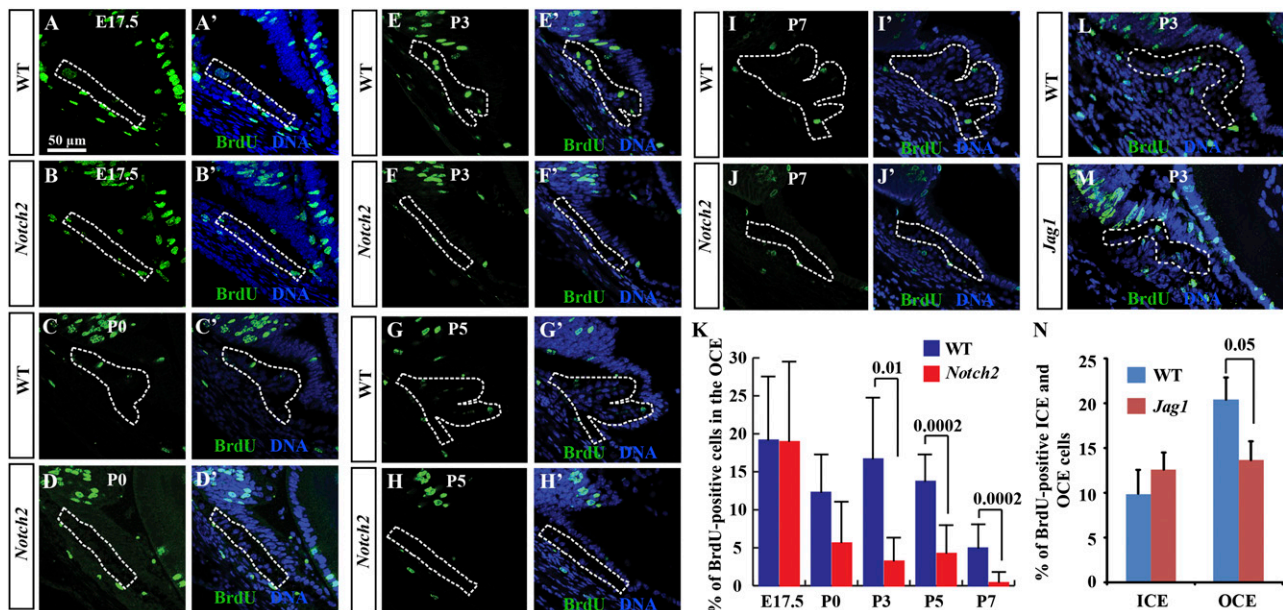 A E17.5 A'
WT
50 µm BrdU DNA
B E17.5 B'
Notch2
BrdU DNA
C P0 C'
WT
BrdU DNA
D P0 D'
Notch2
BrdU DNA
E P3 E'
WT
BrdU DNA
F P3 F'
Notch2
BrdU DNA
G P5 G'
WT
BrdU DNA
H P5 H'
Notch2
BrdU DNA
I P7 I'
WT
BrdU DNA
J P7 J'
Notch2
BrdU DNA
L P3
WT
BrdU DNA
M P3
Jag1
BrdU DNA
K
% of BrdU-positive cells in the OCE
30
25
20
15
10
5
0
WT
Notch2
0.01
0.0002
0.0002
E17.5 P0 P3 P5 P7
N
% of BrdU-positive ICE and
OCE cells
25
20
15
10
0
WT
Jag1
0.05
ICE OCE